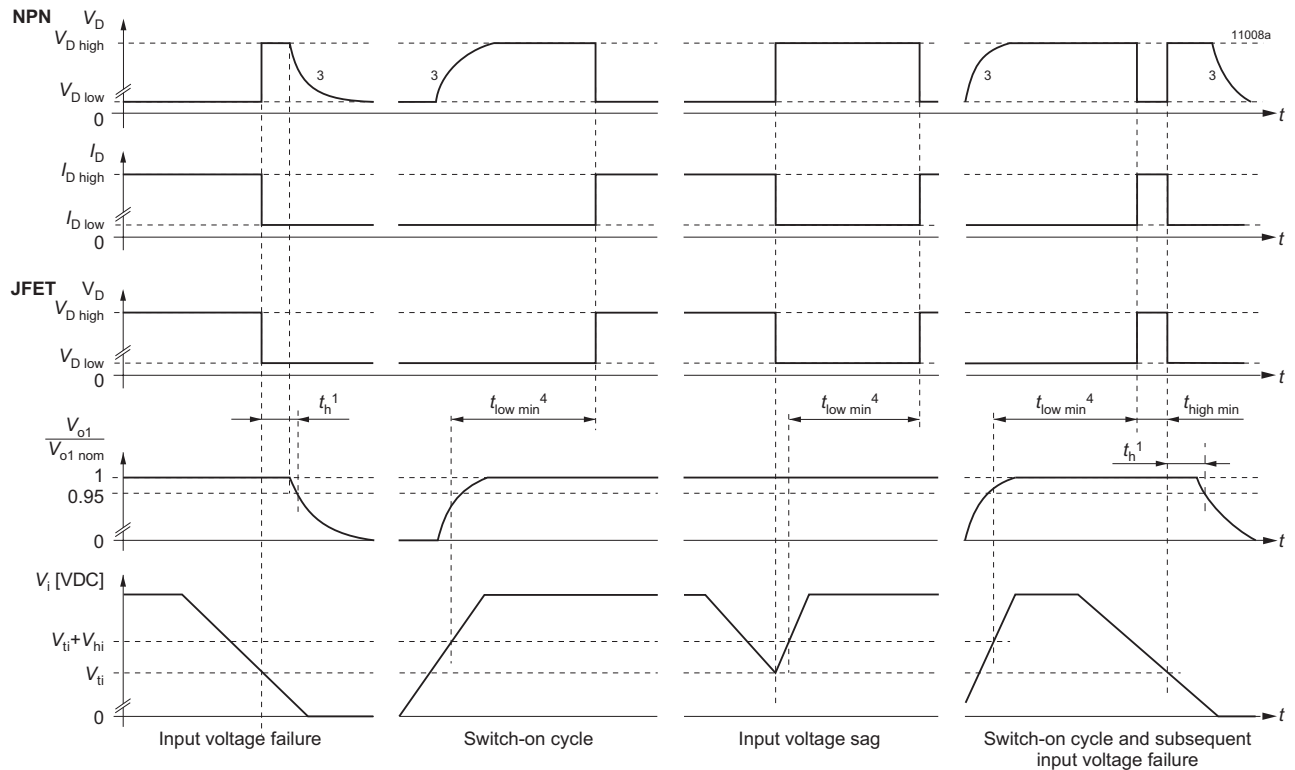 NPN
V_D
V_D high
11008a
3
3
3
3
V_D low
0
t
I_D
I_D high
I_D low
0
t
JFET
V_D
V_D high
V_D low
0
t
t_h^1
t_low min^4
t_low min^4
t_low min^4
t_high min
V_o1
V_o1 nom
t_h^1
1
0.95
0
t
V_i [VDC]
V_ti+V_hi
V_ti
0
t
Input voltage failure
Switch-on cycle
Input voltage sag
Switch-on cycle and subsequent
input voltage failure